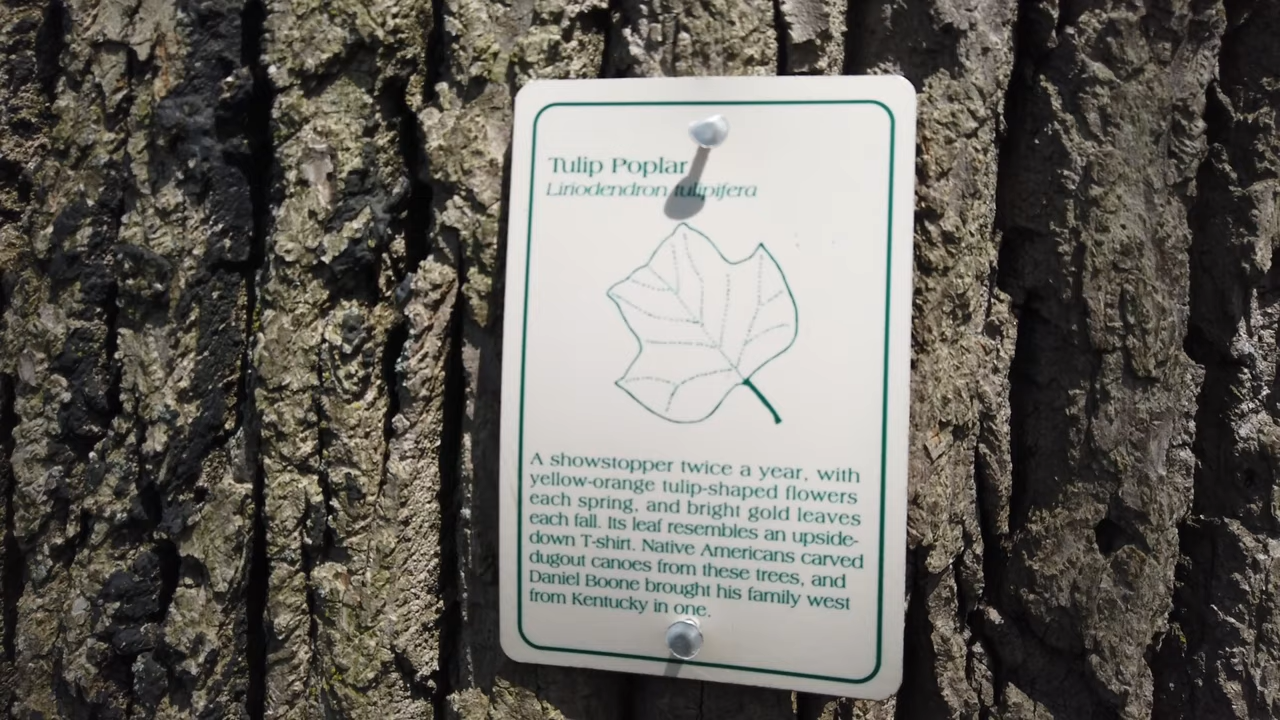 Tulip Poplar
Liriodendron tulipifera
A showstopper twice a year, with
yellow-orange tulip-shaped flowers
each spring, and bright gold leaves
each fall. Its leaf resembles an upside-
down T-shirt. Native Americans carved
dugout canoes from these trees, and
Daniel Boone brought his family west
from Kentucky in one.